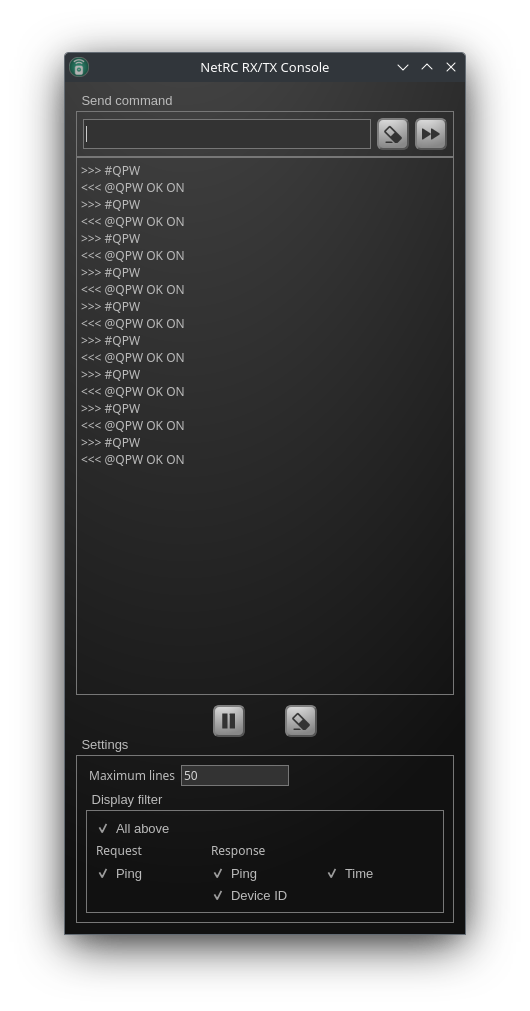 NetRC RX/TX Console
Send command
>>> #QPW
<<< @QPW OK ON
>>> #QPW
<<< @QPW OK ON
>>> #QPW
<<< @QPW OK ON
>>> #QPW
<<< @QPW OK ON
>>> #QPW
<<< @QPW OK ON
>>> #QPW
<<< @QPW OK ON
>>> #QPW
<<< @QPW OK ON
>>> #QPW
<<< @QPW OK ON
>>> #QPW
<<< @QPW OK ON
Settings
Maximum lines 50
Display filter
All above
Request Response
Ping Ping Time
Device ID